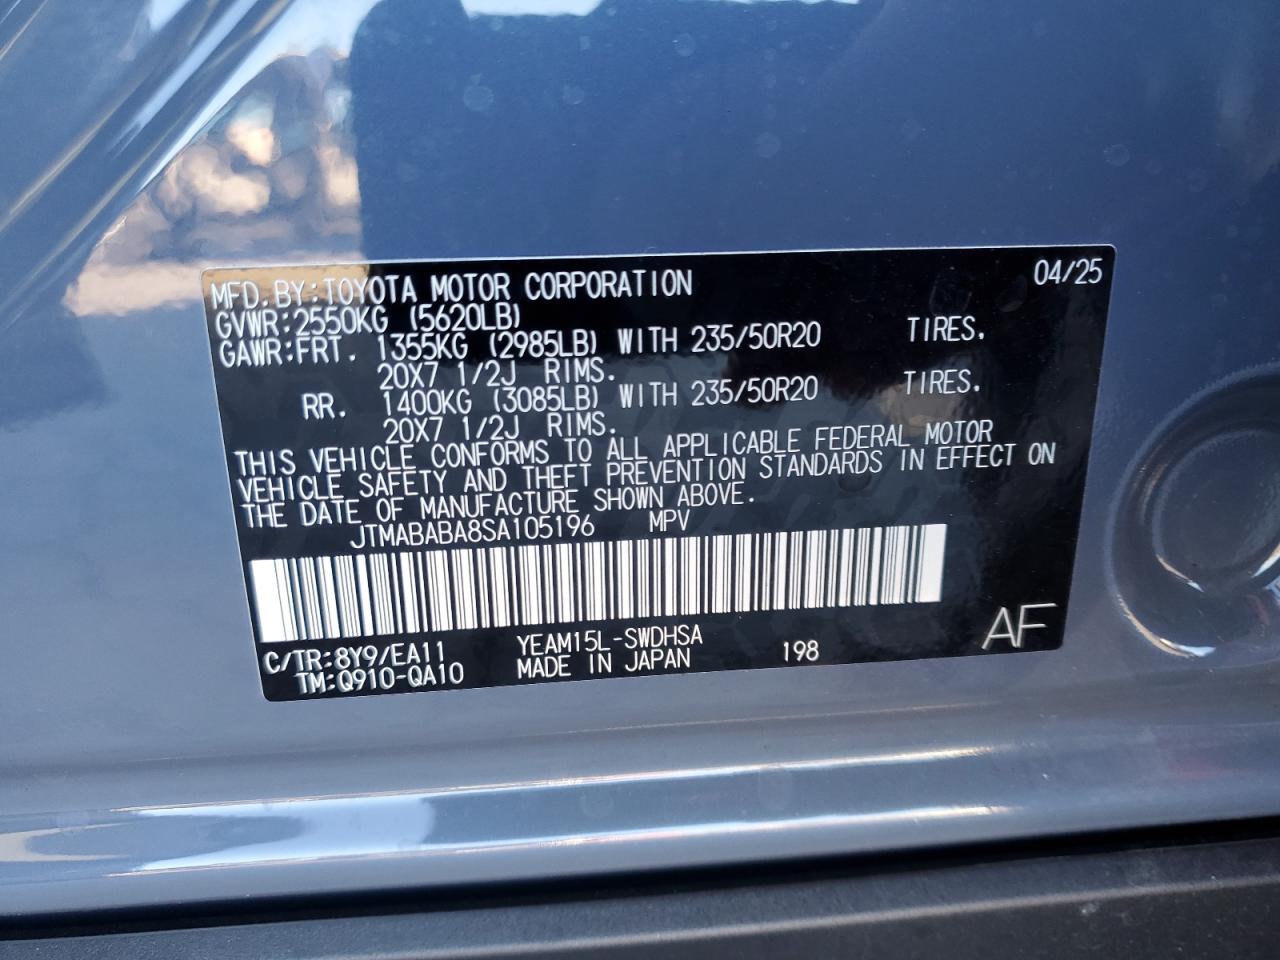 MFD.BY:TOYOTA MOTOR CORPORATION 04/25
GVWR:2550KG (5620LB)
GAWR:FRT. 1355KG (2985LB) WITH 235/50R20 TIRES.
20X7 1/2J RIMS.
RR. 1400KG (3085LB) WITH 235/50R20 TIRES.
20X7 1/2J RIMS.
THIS VEHICLE CONFORMS TO ALL APPLICABLE FEDERAL MOTOR
VEHICLE SAFETY AND THEFT PREVENTION STANDARDS IN EFFECT ON
THE DATE OF MANUFACTURE SHOWN ABOVE.
JTMABABA8SA105196 MPV
C/TR:8Y9/EA11 YEAM15L-SWDHSA
TM:Q910-QA10 MADE IN JAPAN 198 AF